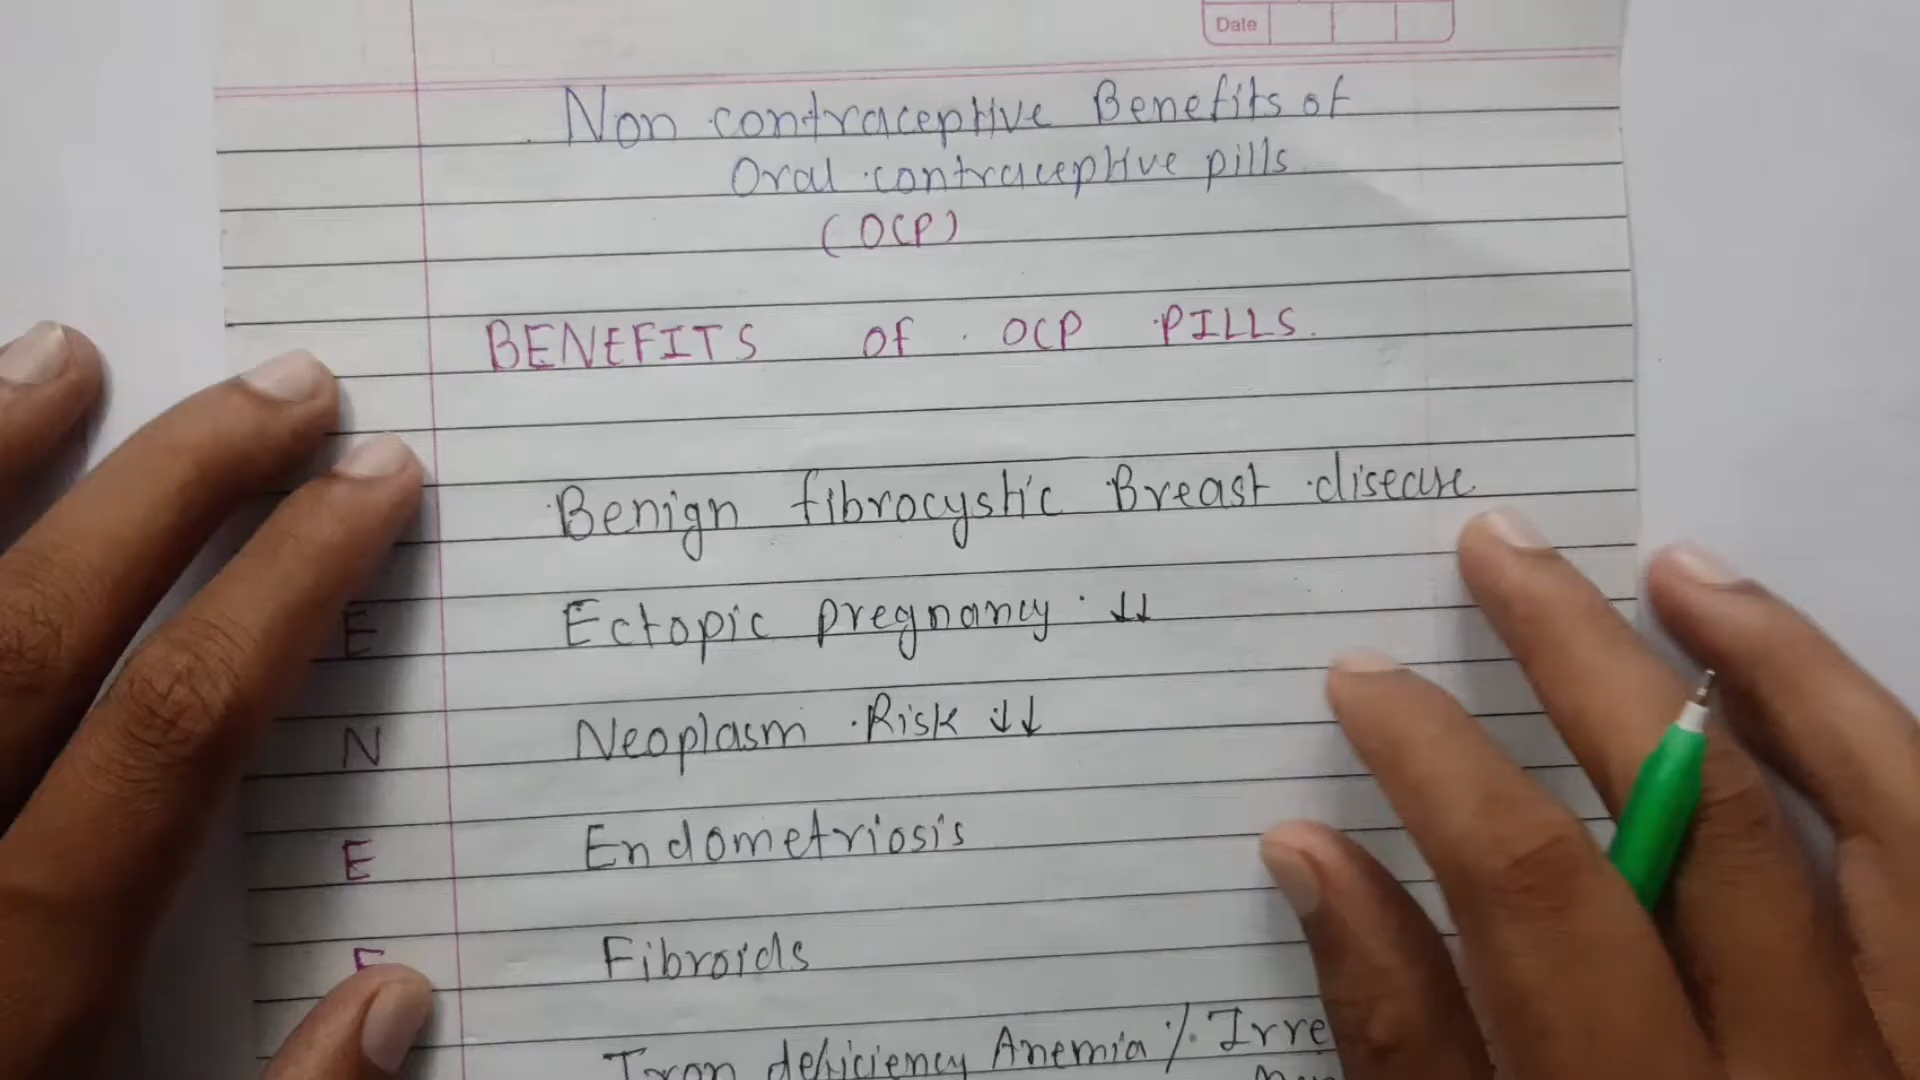 Date
Non contraceptive Benefits of
Oral contraceptive pills
(OCP)
BENEFITS of OCP PILLS.
Benign fibrocystic Breast disease
E Ectopic pregnancy ↓↓
N Neoplasm Risk ↓↓
E Endometriosis
F Fibroids
Iron deficiency Anemia /